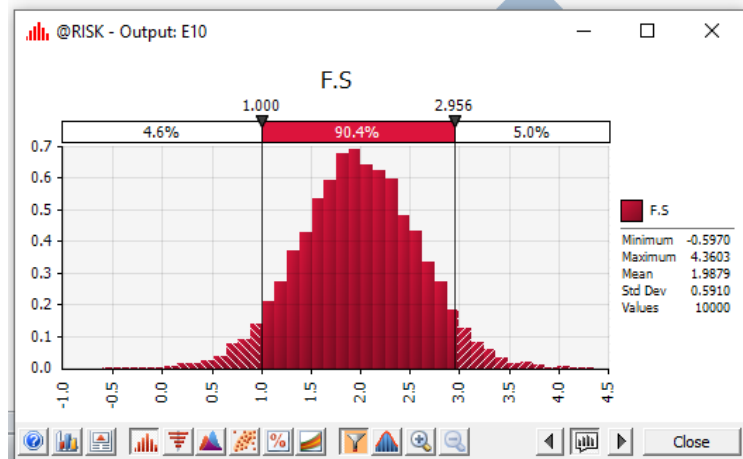 @RISK - Output: E10
F.S
1.000 2.956
4.6% 90.4% 5.0%
0.7
0.6
0.5
0.4
0.3
0.2
0.1
0.0
-1.0 -0.5 0.0 0.5 1.0 1.5 2.0 2.5 3.0 3.5 4.0 4.5
F.S
Minimum -0.5970
Maximum 4.3603
Mean 1.9879
Std Dev 0.5910
Values 10000
? % Close